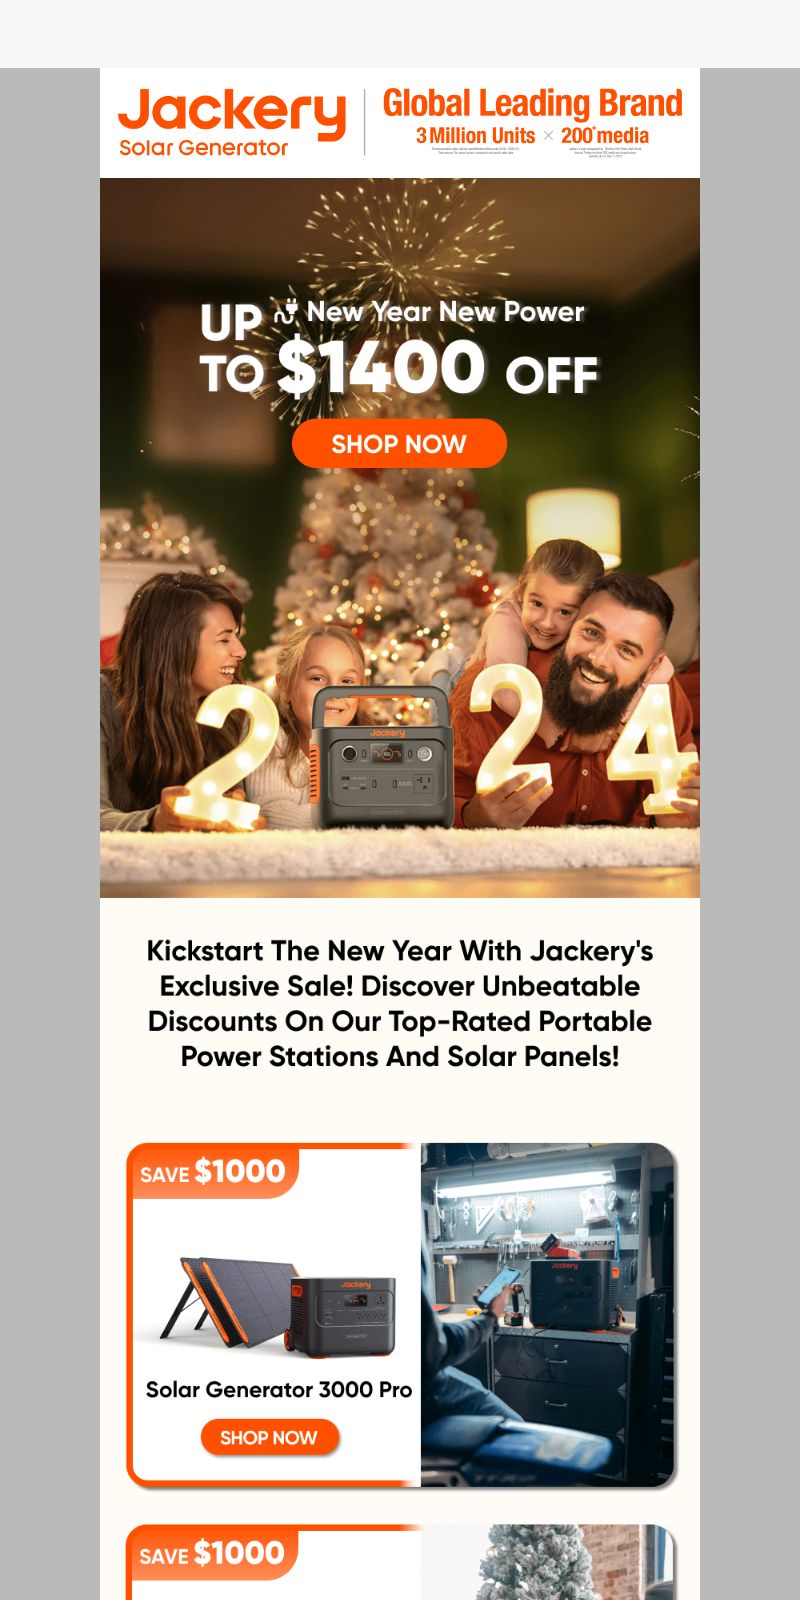 Jackery
Solar Generator
Global Leading Brand
3 Million Units × 200+media
New Year New Power
UP TO $1400 OFF
SHOP NOW
2 24
Jackery
Kickstart The New Year With Jackery's
Exclusive Sale! Discover Unbeatable
Discounts On Our Top-Rated Portable
Power Stations And Solar Panels!
SAVE $1000
Jackery
Jackery
Solar Generator 3000 Pro
SHOP NOW
SAVE $1000